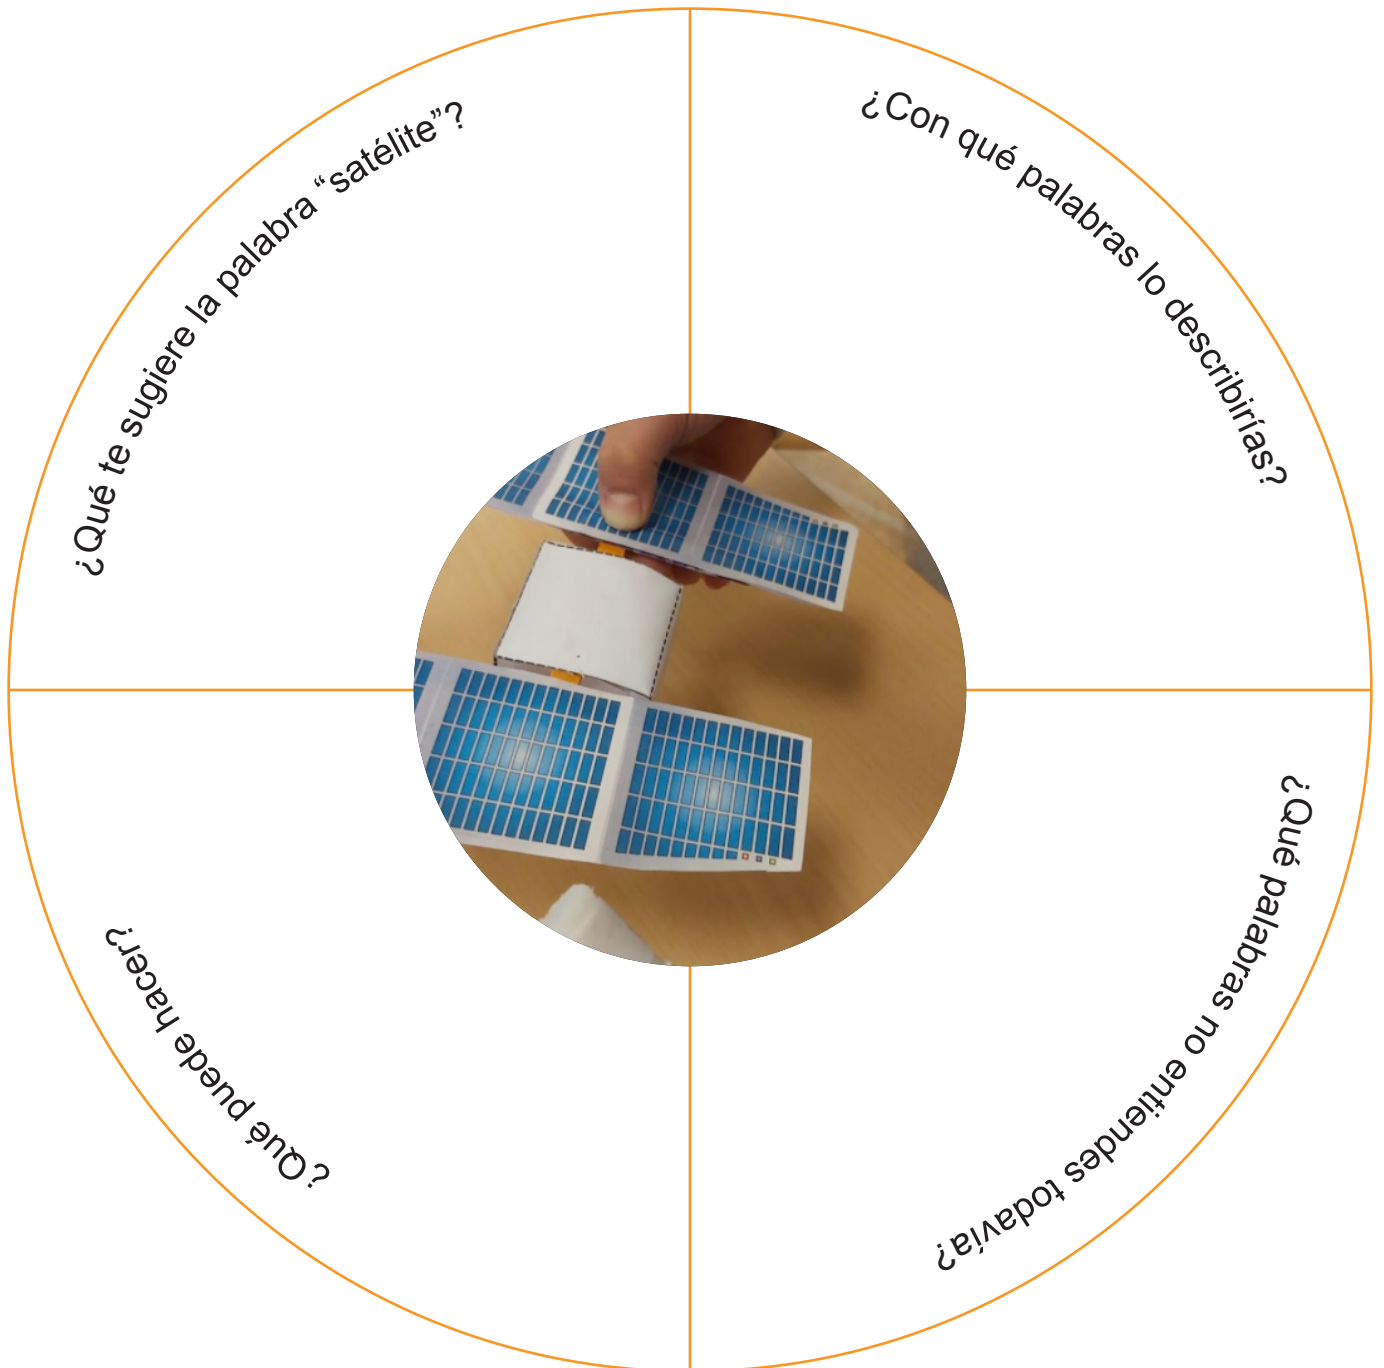 ¿Qué te sugiere la palabra “satélite”?
¿Con qué palabras lo describirías?
¿Qué palabras no entiendes todavía?
¿Qué puede hacer?